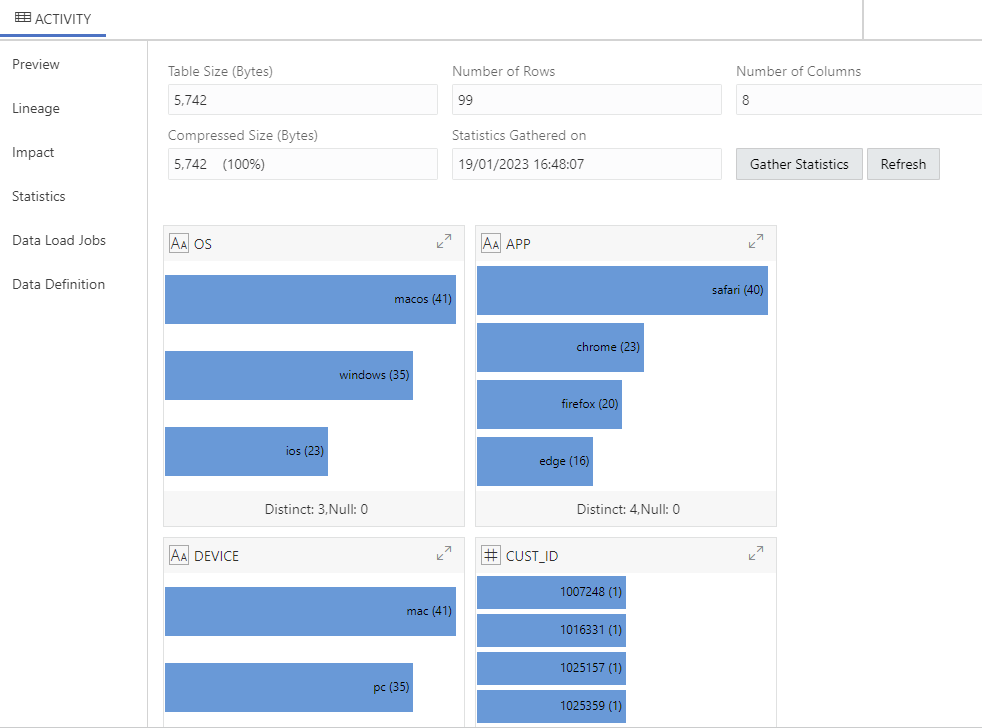 ACTIVITY
Preview
Lineage
Impact
Statistics
Data Load Jobs
Data Definition
Table Size (Bytes)
Number of Rows
Number of Columns
5,742
99
8
Compressed Size (Bytes)
Statistics Gathered on
5,742 (100%)
19/01/2023 16:48:07
Gather Statistics
Refresh
AA OS
macos (41)
windows (35)
ios (23)
Distinct: 3,Null: 0
AA APP
safari (40)
chrome (23)
firefox (20)
edge (16)
Distinct: 4,Null: 0
AA DEVICE
mac (41)
pc (35)
# CUST_ID
1007248 (1)
1016331 (1)
1025157 (1)
1025359 (1)